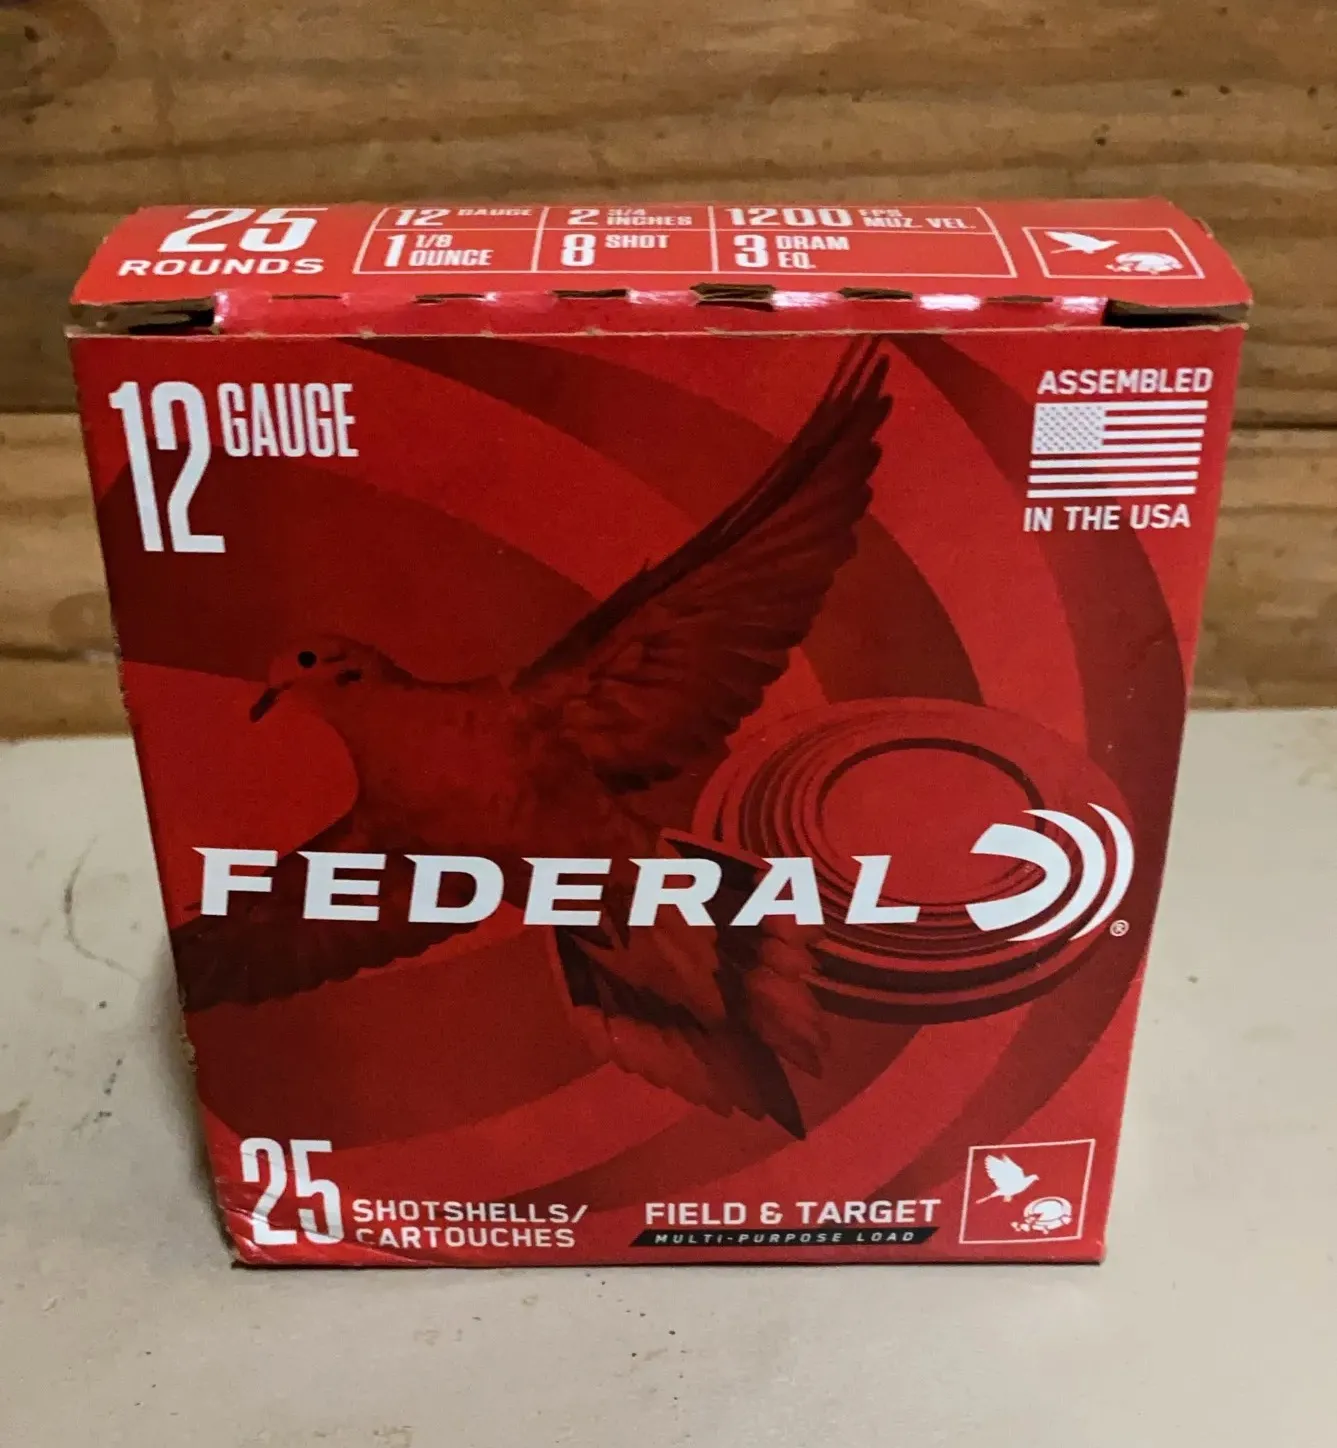 25
ROUNDS
12 GAUGE
2 3/4 INCHES
1200 FPS MUZ. VEL.
1 1/8 OUNCE
8 SHOT
3 DRAM EQ.
12 GAUGE
ASSEMBLED
IN THE USA
FEDERAL ®
25 SHOTSHELLS/
CARTOUCHES
FIELD & TARGET
MULTI-PURPOSE LOAD